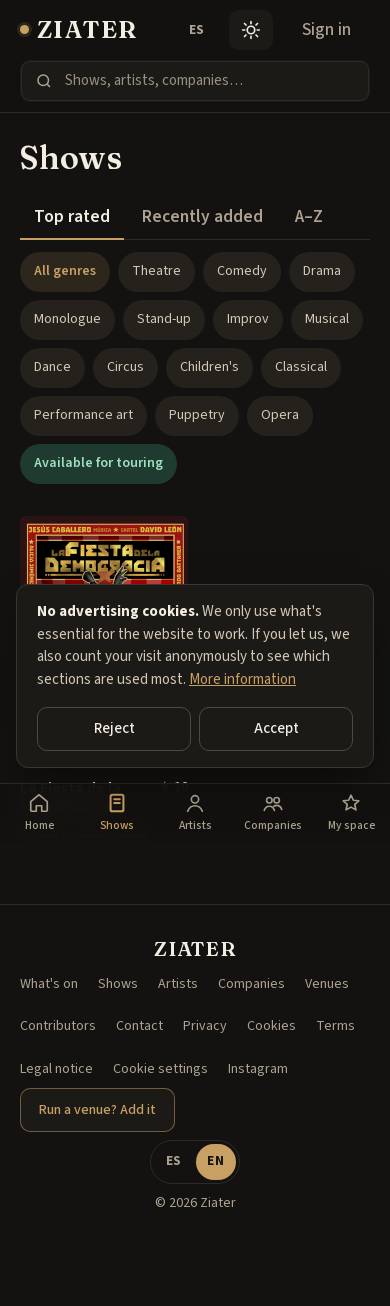 ZIATER
ES
Sign in
Shows, artists, companies…
Shows
Top rated
Recently added
A–Z
All genres
Theatre
Comedy
Drama
Monologue
Stand-up
Improv
Musical
Dance
Circus
Children's
Classical
Performance art
Puppetry
Opera
Available for touring
JESÚS CABALLERO MÚSICA ★ CARTEL DAVID LEÓN
LA FIESTA DE LA
DEMOCRACIA
No advertising cookies. We only use what's
essential for the website to work. If you let us, we
also count your visit anonymously to see which
sections are used most. More information
Reject
Accept
Home
Shows
Artists
Companies
My space
ZIATER
What's on
Shows
Artists
Companies
Venues
Contributors
Contact
Privacy
Cookies
Terms
Legal notice
Cookie settings
Instagram
Run a venue? Add it
ES
EN
© 2026 Ziater